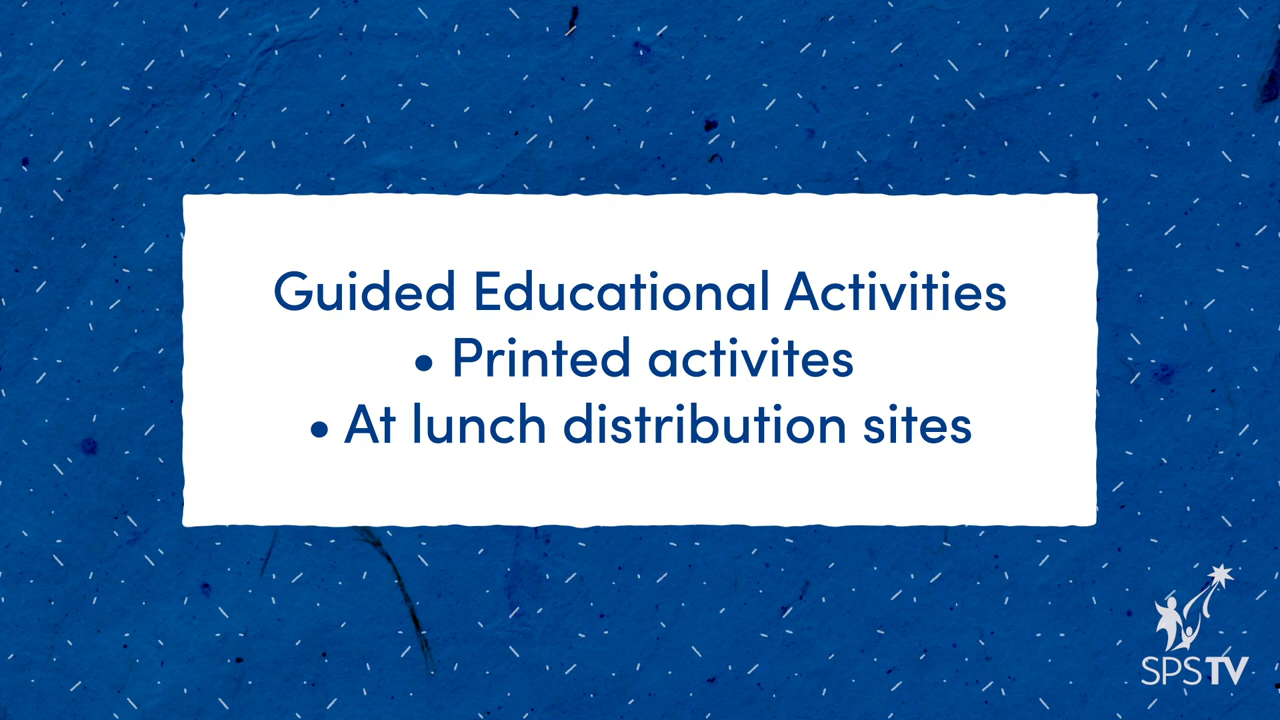 Guided Educational Activities
• Printed activites
• At lunch distribution sites
SPSTV